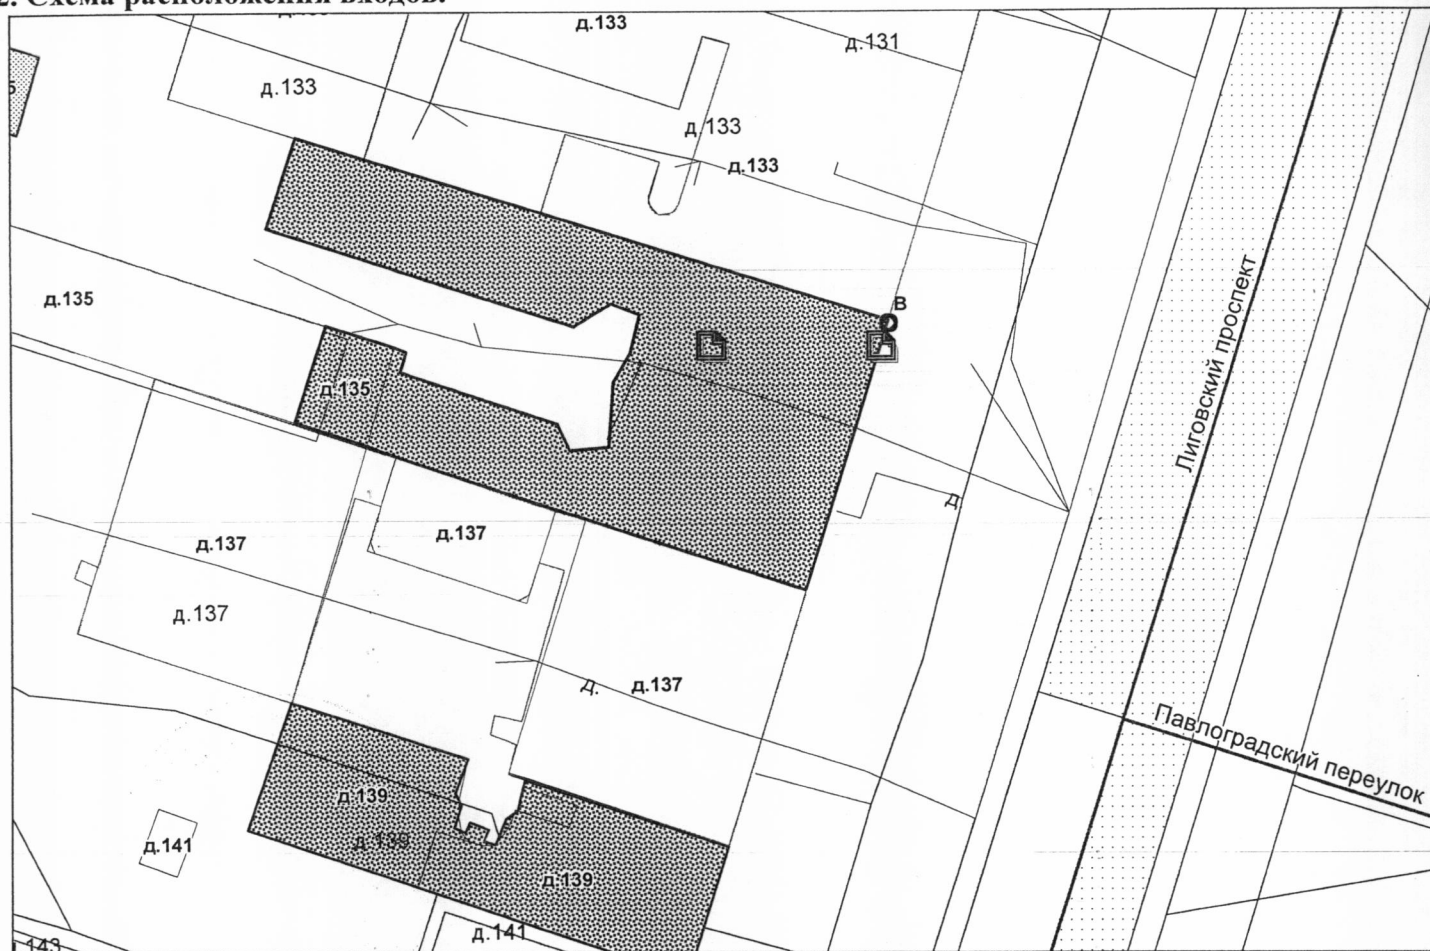 2. Схема расположения входов.
д.133
д.131
д.133
д.133
д.133
В
д.135
д.135
Лиговский проспект
д.137
д.137
д.
д.137
д.
д.137
Павлоградский переулок
д.139
д.139
д.141
д.139
д.141
143